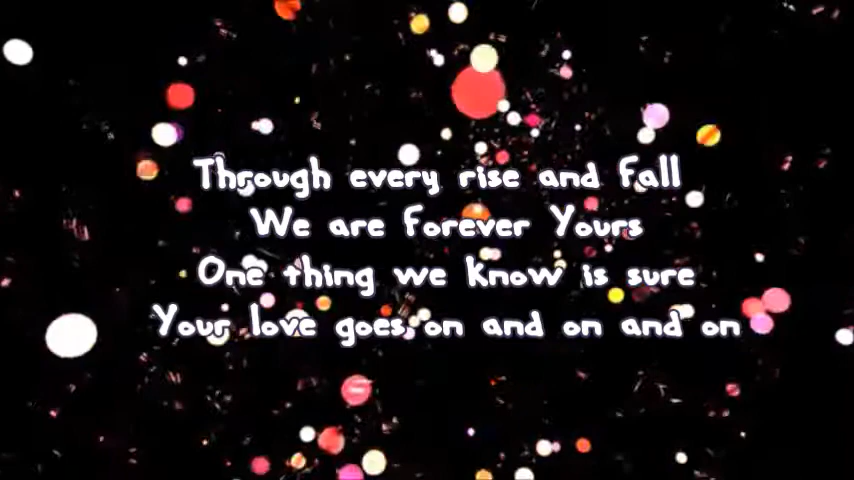 Through every rise and fall
We are forever Yours
One thing we know is sure
Your love goes on and on and on